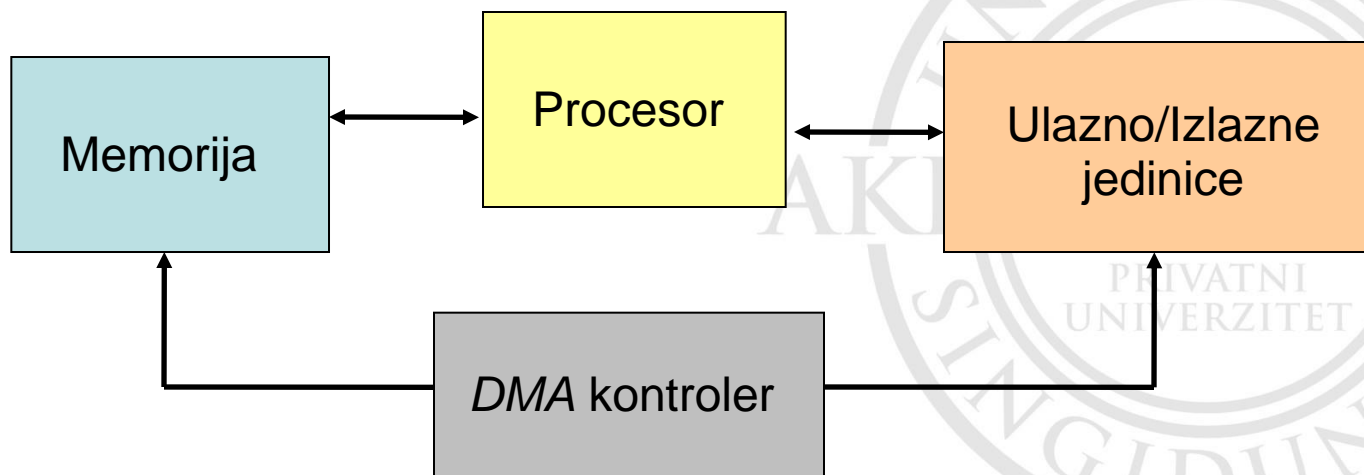 Procesor
Memorija
Ulazno/Izlazne
jedinice
PRIVATNI
UNIVERZITET
DMA kontroler